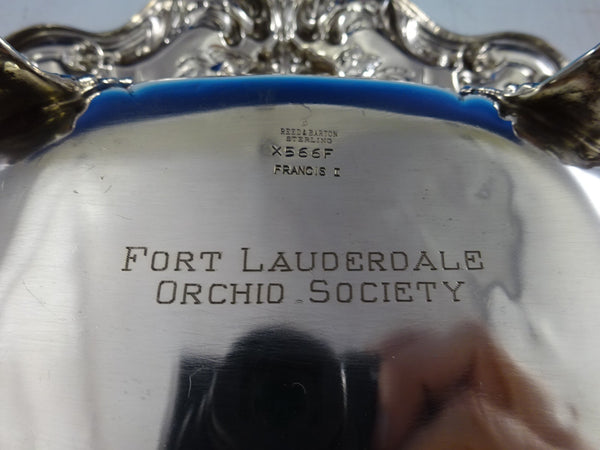 REED & BARTON
STERLING
X566F
FRANCIS I
FORT LAUDERDALE
ORCHID SOCIETY